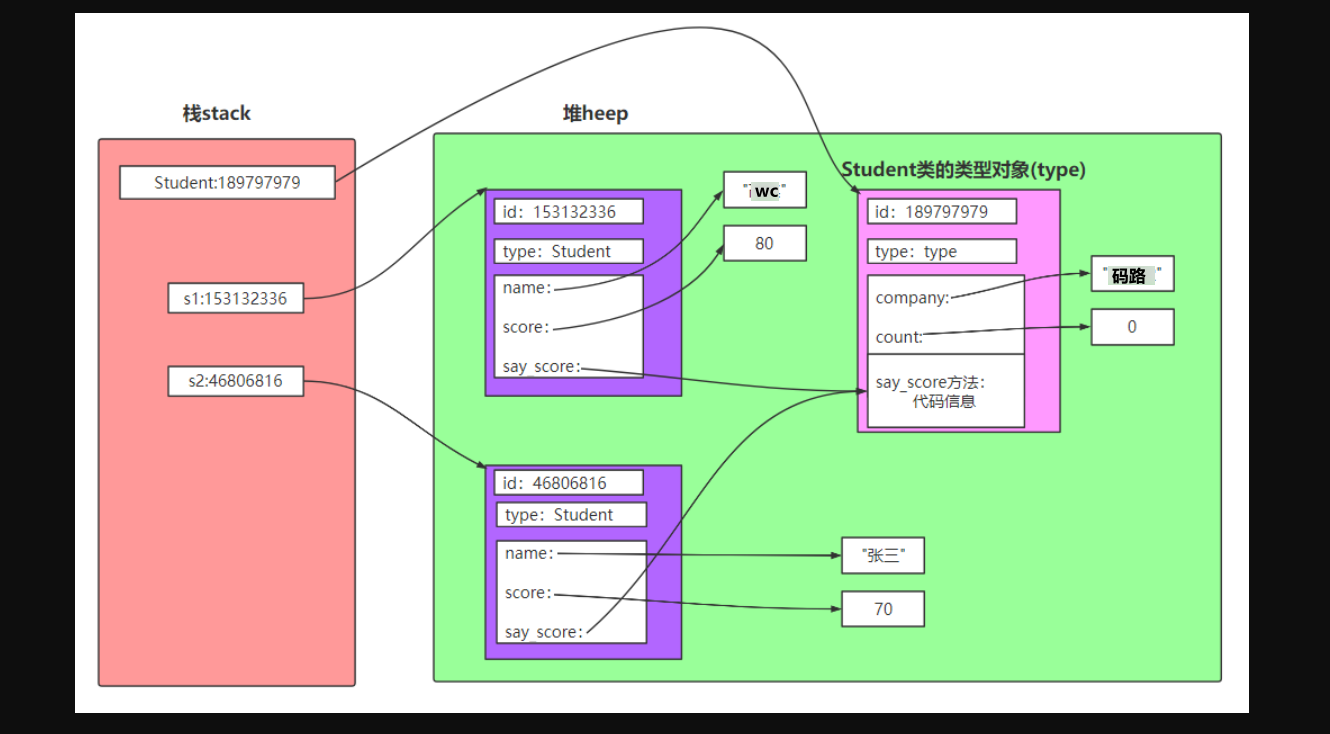 栈stack
堆heep
Student:189797979
s1:153132336
s2:46806816
id: 153132336
type: Student
name:
score:
say_score:
"wc"
80
Student类的类型对象(type)
id: 189797979
type: type
company:
count:
say_score方法:
代码信息
"码路"
0
id: 46806816
type: Student
name:
score:
say_score:
"张三"
70